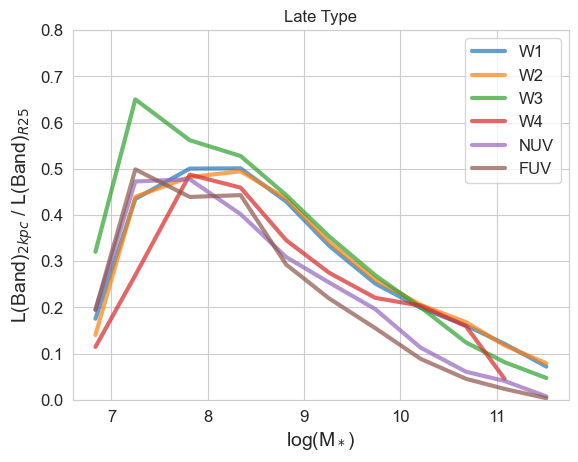 Late Type
W1
W2
W3
W4
NUV
FUV
L(Band)$_{2kpc}$ / L(Band)$_{R25}$
0.8
0.7
0.6
0.5
0.4
0.3
0.2
0.1
0.0
7 8 9 10 11
log(M$_*$)